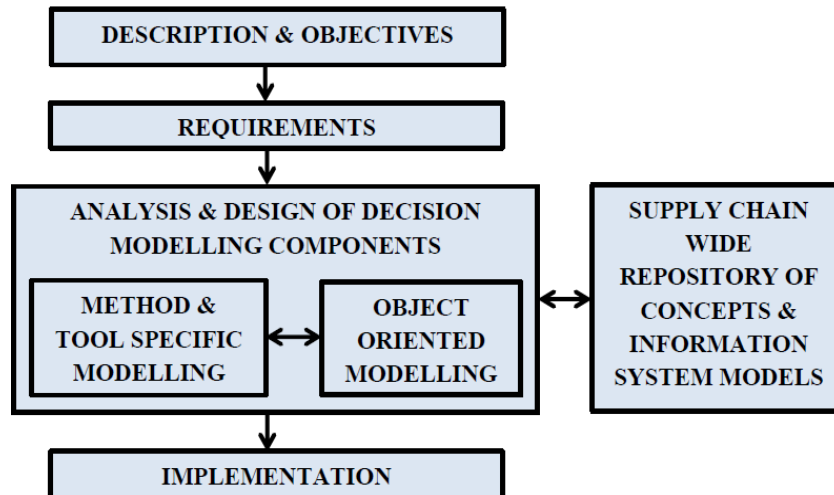 DESCRIPTION & OBJECTIVES
REQUIREMENTS
ANALYSIS & DESIGN OF DECISION
MODELLING COMPONENTS
METHOD &
TOOL SPECIFIC
MODELLING
OBJECT
ORIENTED
MODELLING
SUPPLY CHAIN
WIDE
REPOSITORY OF
CONCEPTS &
INFORMATION
SYSTEM MODELS
IMPLEMENTATION